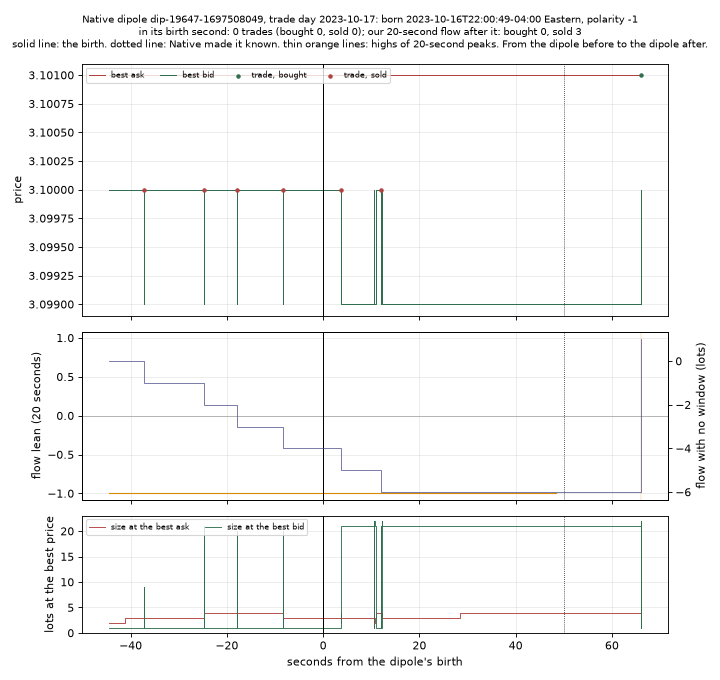 Native dipole dip-19647-1697508049, trade day 2023-10-17: born 2023-10-16T22:00:49-04:00 Eastern, polarity -1
in its birth second: 0 trades (bought 0, sold 0); our 20-second flow after it: bought 0, sold 3
solid line: the birth. dotted line: Native made it known. thin orange lines: highs of 20-second peaks. From the dipole before to the dipole after.
best ask best bid trade, bought trade, sold
3.10100
3.10075
3.10050
3.10025
3.10000
3.09975
3.09950
3.09925
3.09900
price
1.0
0.5
0.0
−0.5
−1.0
flow lean (20 seconds)
0
−2
−4
−6
flow with no window (lots)
size at the best ask size at the best bid
20
15
10
5
0
lots at the best price
−40 −20 0 20 40 60
seconds from the dipole's birth